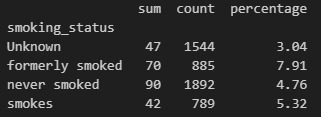 sum count percentage
smoking_status
Unknown 47 1544 3.04
formerly smoked 70 885 7.91
never smoked 90 1892 4.76
smokes 42 789 5.32